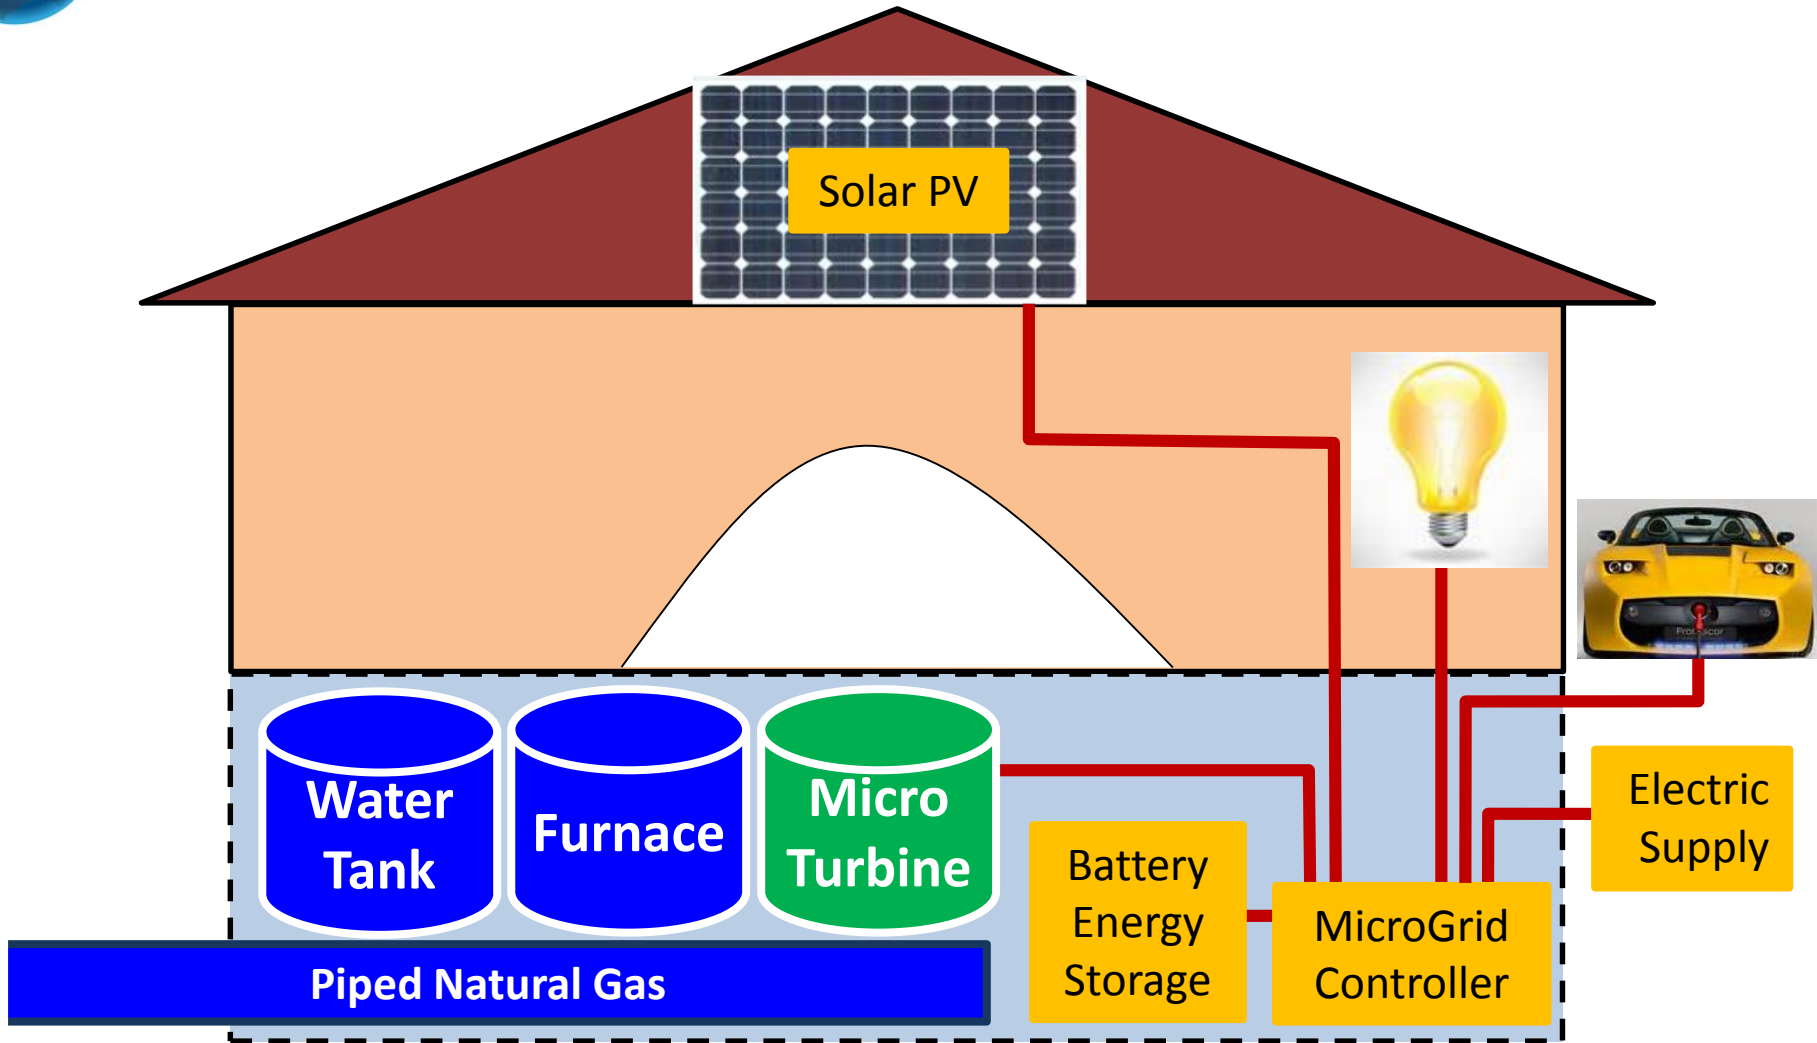 Solar PV
Water
Tank
Furnace
Micro
Turbine
Battery
Energy
Storage
MicroGrid
Controller
Electric
Supply
Piped Natural Gas